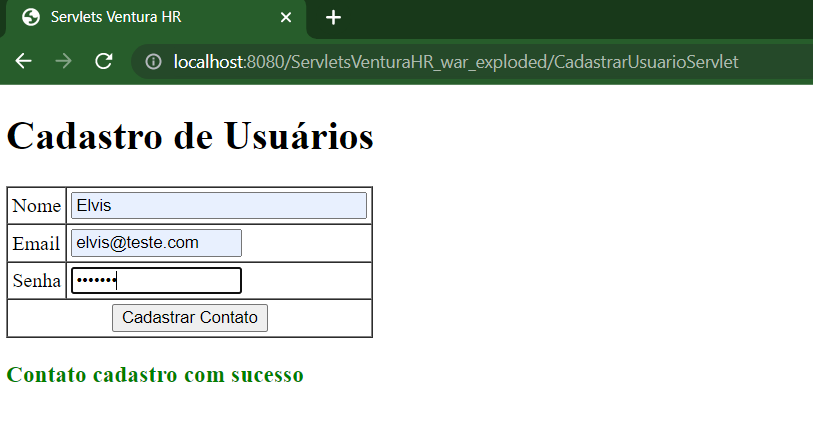 Servlets Ventura HR
localhost:8080/ServletsVenturaHR_war_exploded/CadastrarUsuarioServlet
Cadastro de Usuários
Nome Elvis
Email elvis@teste.com
Senha •••••••
Cadastrar Contato
Contato cadastro com sucesso